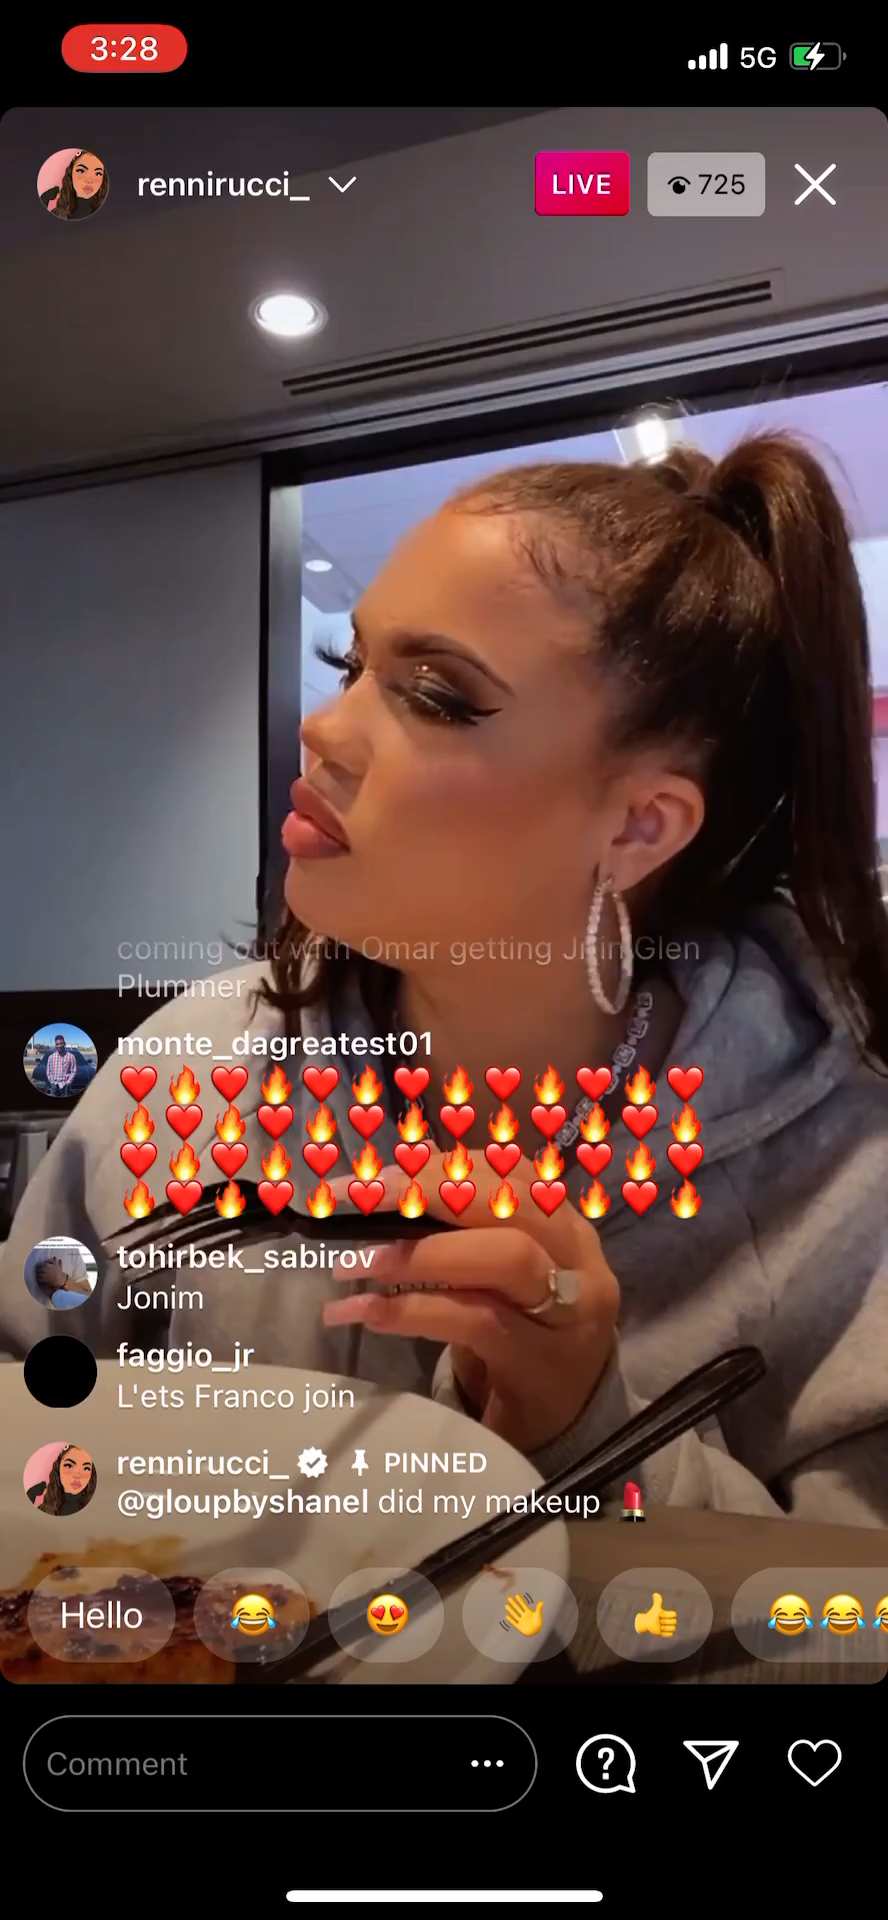 3:28
5G
rennirucci_
LIVE
725
coming out with Omar getting
Glen
Plummer
monte_dagreatest01
❤️🔥❤️🔥❤️🔥❤️🔥❤️🔥❤️🔥❤️
🔥❤️🔥❤️🔥❤️🔥❤️🔥❤️🔥❤️🔥
❤️🔥❤️🔥❤️🔥❤️🔥❤️🔥❤️🔥❤️
🔥❤️🔥❤️🔥❤️🔥❤️🔥❤️🔥❤️🔥
tohirbek_sabirov
Jonim
faggio_jr
L'ets Franco join
rennirucci_ PINNED
@gloupbyshanel did my makeup 💄
Hello 😂 😍 👋 👍 😂😂
Comment